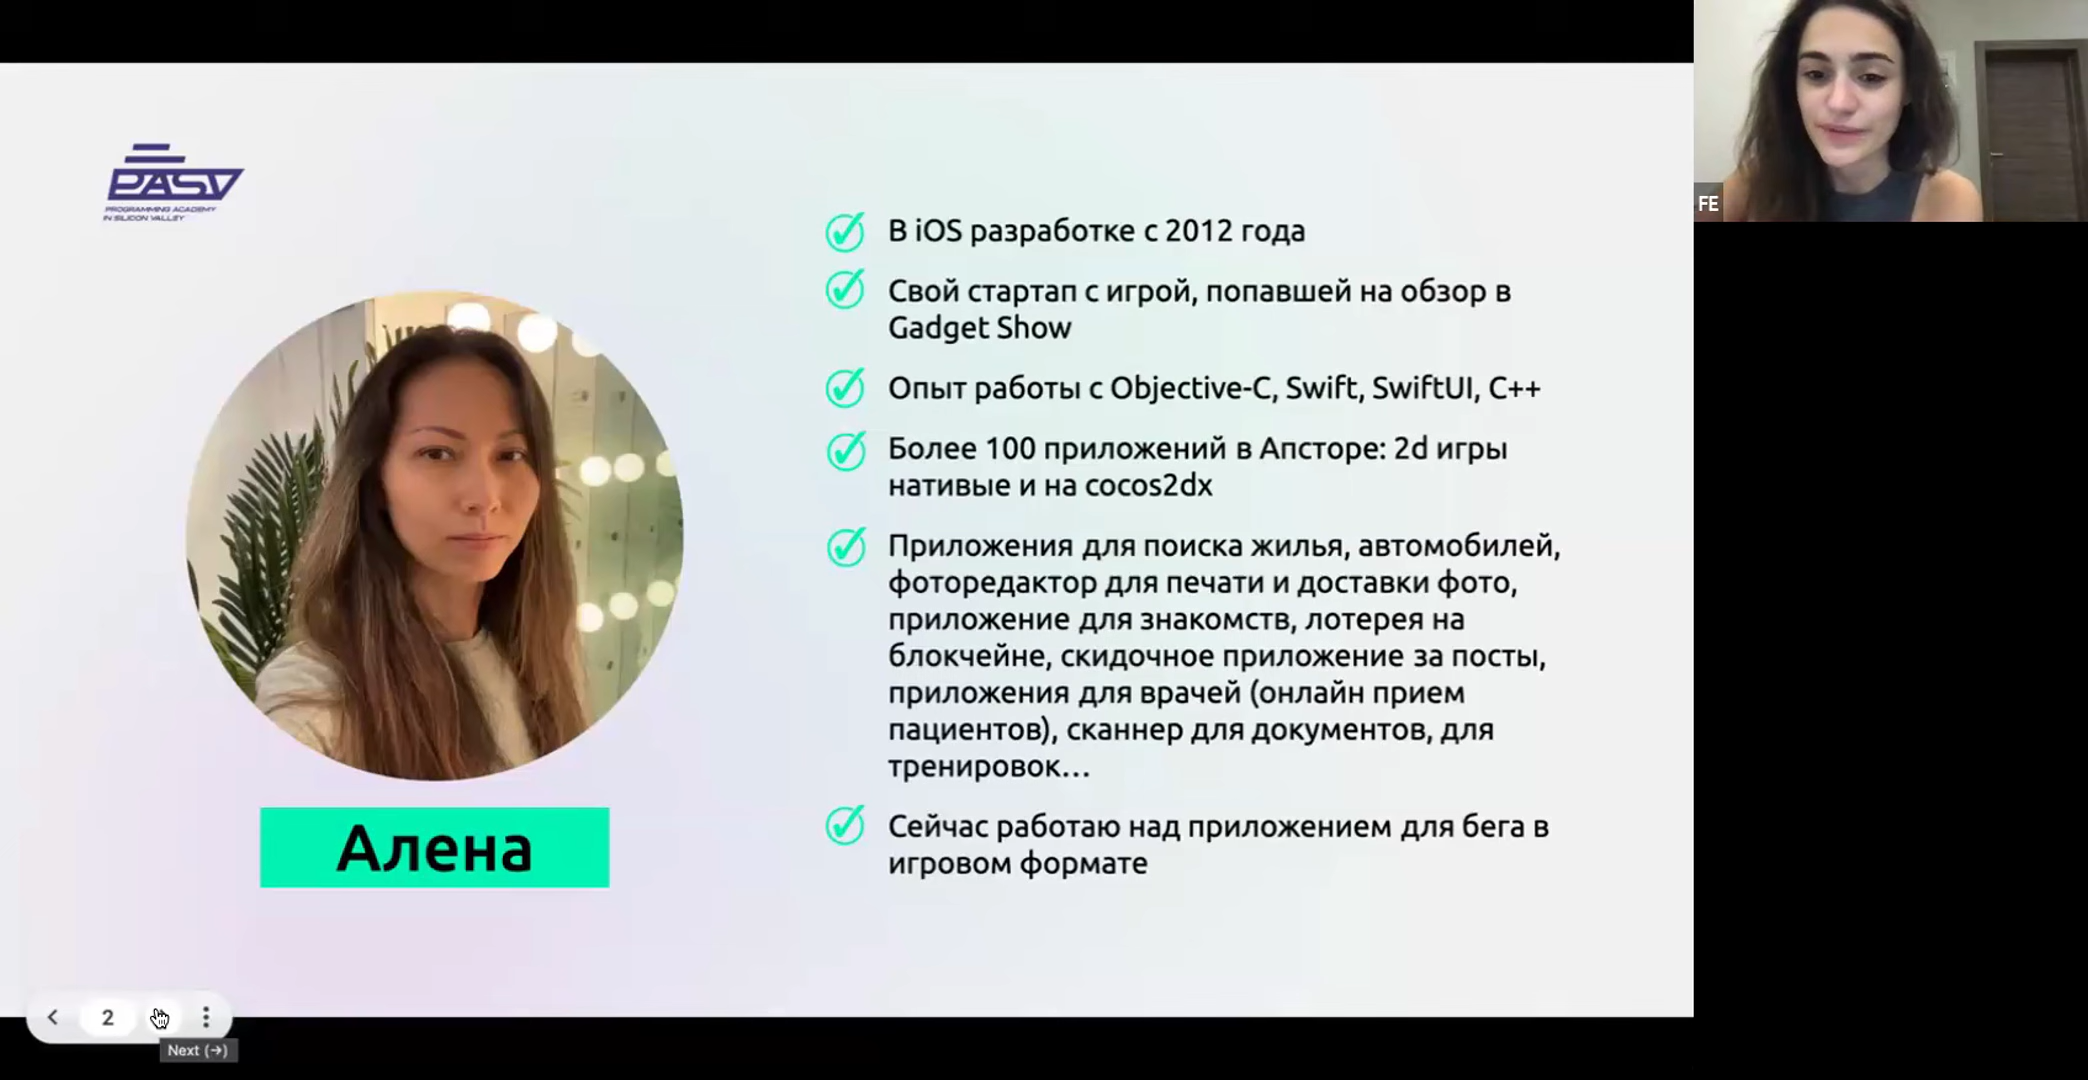 PASV
PROGRAMMING ACADEMY
IN SILICON VALLEY
Алена
В iOS разработке с 2012 года
Свой стартап с игрой, попавшей на обзор в
Gadget Show
Опыт работы с Objective-C, Swift, SwiftUI, C++
Более 100 приложений в Апсторе: 2d игры
нативые и на cocos2dx
Приложения для поиска жилья, автомобилей,
фоторедактор для печати и доставки фото,
приложение для знакомств, лотерея на
блокчейне, скидочное приложение за посты,
приложения для врачей (онлайн прием
пациентов), сканнер для документов, для
тренировок...
Сейчас работаю над приложением для бега в
игровом формате
FE
2
Next (→)